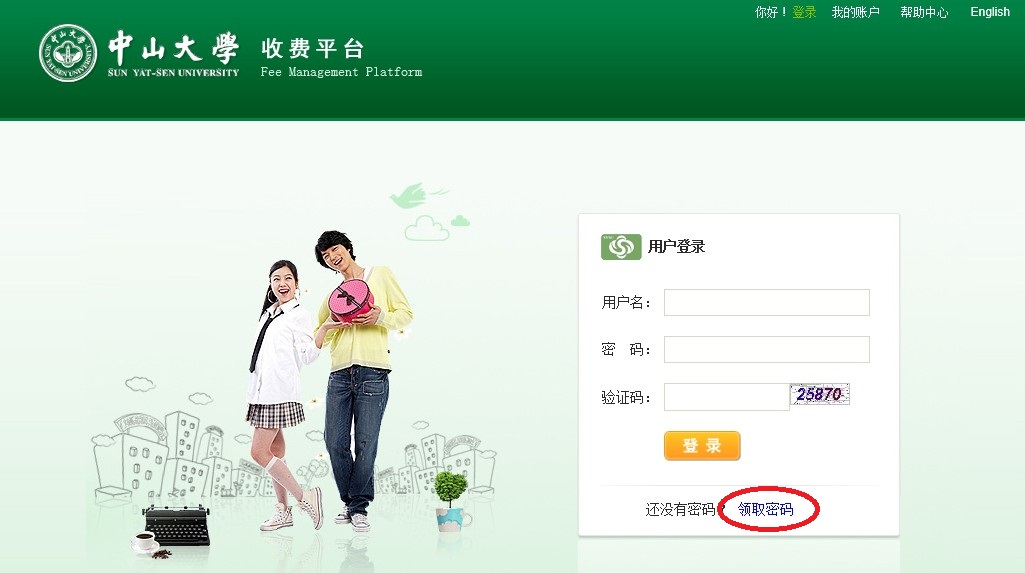 你好！登录 我的账户 帮助中心 English
中山大學 收费平台
SUN YAT-SEN UNIVERSITY Fee Management Platform
用户登录
用户名：
密 码：
验证码： 25870
登 录
还没有密码？ 领取密码